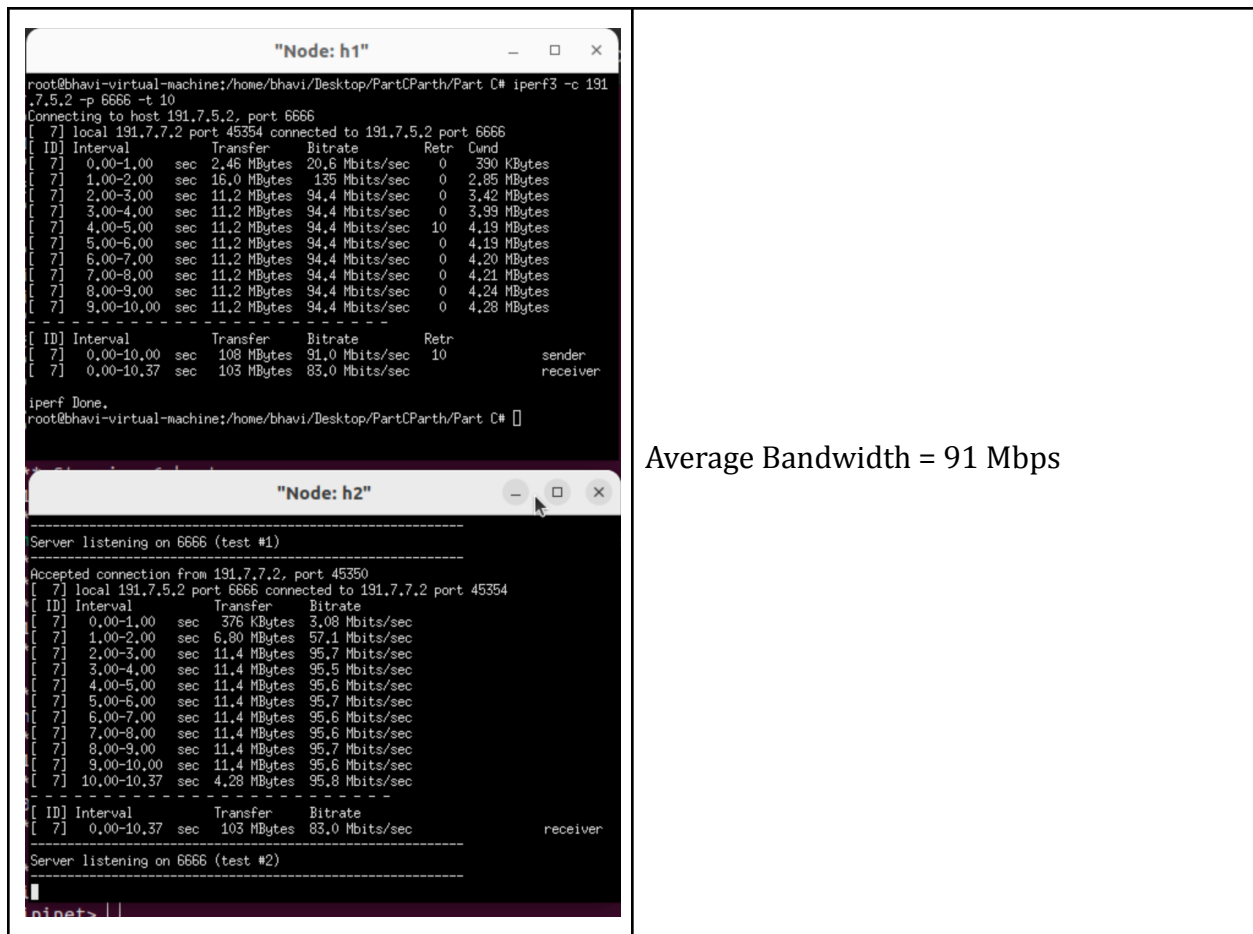 "Node: h1"
root@bhavi-virtual-machine:/home/bhavi/Desktop/PartCParth/Part C# iperf3 -c 191
.7.5.2 -p 6666 -t 10
Connecting to host 191.7.5.2, port 6666
[  7] local 191.7.7.2 port 45354 connected to 191.7.5.2 port 6666
[ ID] Interval           Transfer     Bitrate         Retr  Cwnd
[  7]   0.00-1.00   sec  2.46 MBytes  20.6 Mbits/sec    0    390 KBytes
[  7]   1.00-2.00   sec  16.0 MBytes   135 Mbits/sec    0   2.85 MBytes
[  7]   2.00-3.00   sec  11.2 MBytes  94.4 Mbits/sec    0   3.42 MBytes
[  7]   3.00-4.00   sec  11.2 MBytes  94.4 Mbits/sec    0   3.99 MBytes
[  7]   4.00-5.00   sec  11.2 MBytes  94.4 Mbits/sec   10   4.19 MBytes
[  7]   5.00-6.00   sec  11.2 MBytes  94.4 Mbits/sec    0   4.19 MBytes
[  7]   6.00-7.00   sec  11.2 MBytes  94.4 Mbits/sec    0   4.20 MBytes
[  7]   7.00-8.00   sec  11.2 MBytes  94.4 Mbits/sec    0   4.21 MBytes
[  7]   8.00-9.00   sec  11.2 MBytes  94.4 Mbits/sec    0   4.24 MBytes
[  7]   9.00-10.00  sec  11.2 MBytes  94.4 Mbits/sec    0   4.28 MBytes
- - - - - - - - - - - - - - - - - - - - - - - - -
[ ID] Interval           Transfer     Bitrate         Retr
[  7]   0.00-10.00  sec   108 MBytes  91.0 Mbits/sec   10             sender
[  7]   0.00-10.37  sec   103 MBytes  83.0 Mbits/sec                  receiver
iperf Done.
root@bhavi-virtual-machine:/home/bhavi/Desktop/PartCParth/Part C#
"Node: h2"
-----------------------------------------------------------
Server listening on 6666 (test #1)
-----------------------------------------------------------
Accepted connection from 191.7.7.2, port 45350
[  7] local 191.7.5.2 port 6666 connected to 191.7.7.2 port 45354
[ ID] Interval           Transfer     Bitrate
[  7]   0.00-1.00   sec   376 KBytes  3.08 Mbits/sec
[  7]   1.00-2.00   sec  6.80 MBytes  57.1 Mbits/sec
[  7]   2.00-3.00   sec  11.4 MBytes  95.7 Mbits/sec
[  7]   3.00-4.00   sec  11.4 MBytes  95.5 Mbits/sec
[  7]   4.00-5.00   sec  11.4 MBytes  95.6 Mbits/sec
[  7]   5.00-6.00   sec  11.4 MBytes  95.7 Mbits/sec
[  7]   6.00-7.00   sec  11.4 MBytes  95.6 Mbits/sec
[  7]   7.00-8.00   sec  11.4 MBytes  95.6 Mbits/sec
[  7]   8.00-9.00   sec  11.4 MBytes  95.7 Mbits/sec
[  7]   9.00-10.00  sec  11.4 MBytes  95.6 Mbits/sec
[  7]  10.00-10.37  sec  4.28 MBytes  95.8 Mbits/sec
- - - - - - - - - - - - - - - - - - - - - - - - -
[ ID] Interval           Transfer     Bitrate
[  7]   0.00-10.37  sec   103 MBytes  83.0 Mbits/sec                  receiver
-----------------------------------------------------------
Server listening on 6666 (test #2)
-----------------------------------------------------------
Average Bandwidth = 91 Mbps